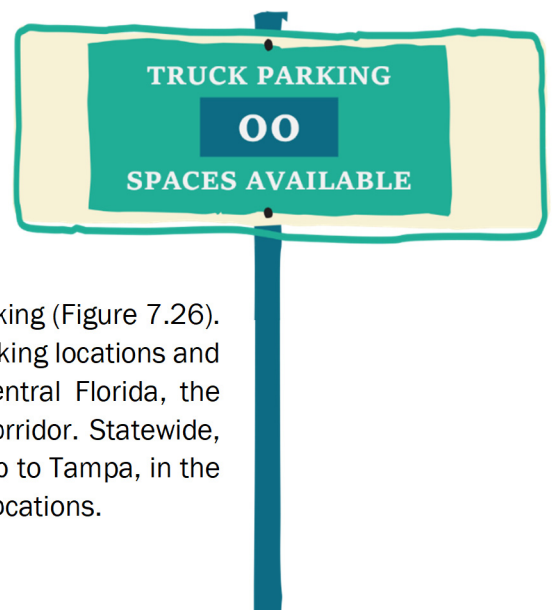 TRUCK PARKING
00
SPACES AVAILABLE
king (Figure 7.26).
king locations and
entral Florida, the
orridor. Statewide,
o to Tampa, in the
ocations.